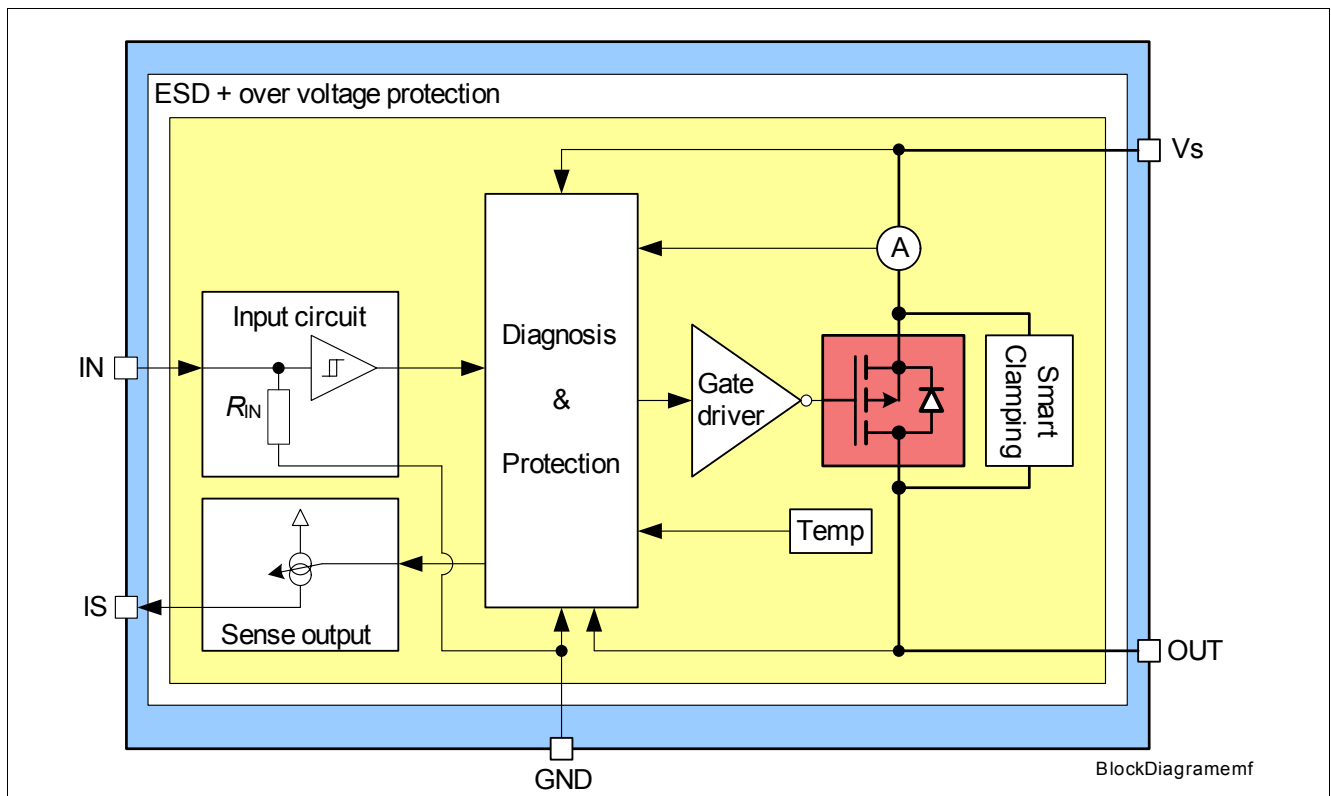 ESD + over voltage protection
Vs
A
Input circuit
IN
RIN
Diagnosis
&
Protection
Gate
driver
Smart
Clamping
Temp
IS
Sense output
OUT
GND
BlockDiagramemf